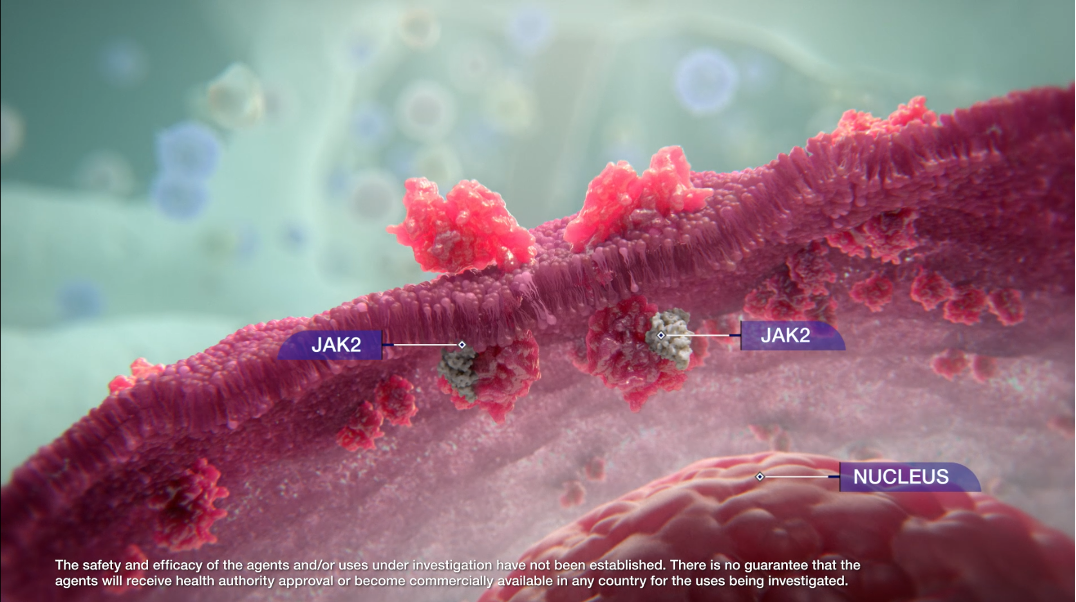 JAK2
JAK2
NUCLEUS
The safety and efficacy of the agents and/or uses under investigation have not been established. There is no guarantee that the
agents will receive health authority approval or become commercially available in any country for the uses being investigated.